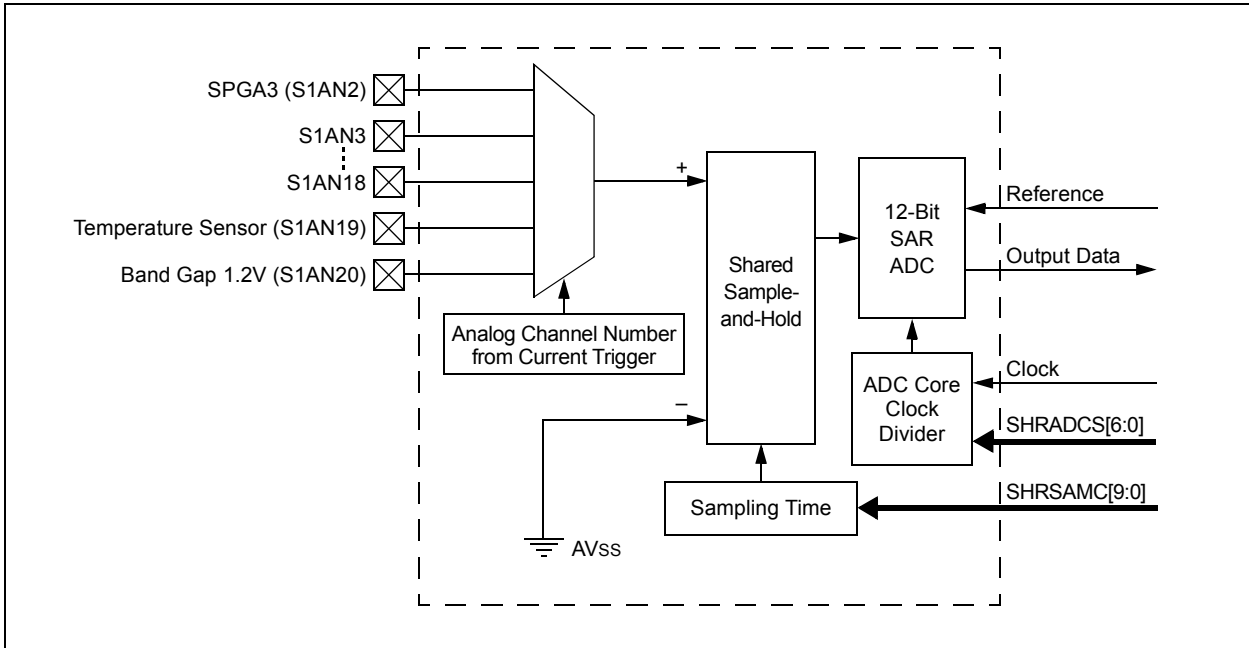 SPGA3 (S1AN2)
S1AN3
S1AN18
Temperature Sensor (S1AN19)
Band Gap 1.2V (S1AN20)
Analog Channel Number
from Current Trigger
+
–
AVSS
Shared
Sample-
and-Hold
Sampling Time
12-Bit
SAR
ADC
ADC Core
Clock
Divider
Reference
Output Data
Clock
SHRADCS[6:0]
SHRSAMC[9:0]